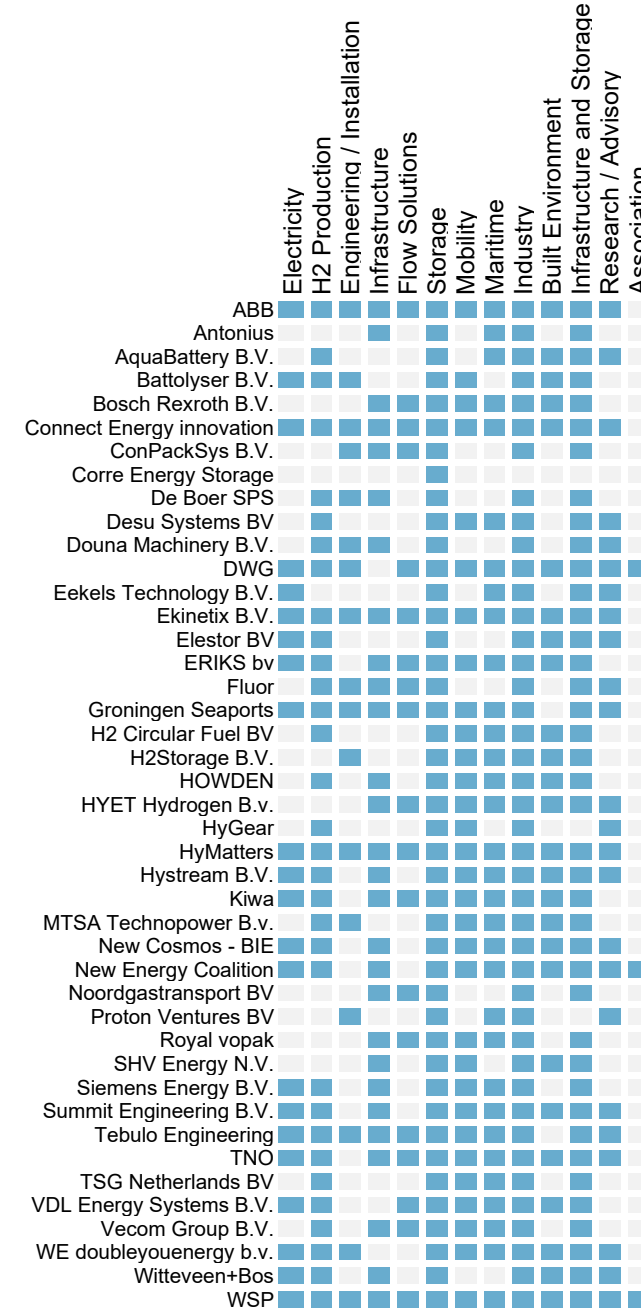 Electricity
H2 Production
Engineering / Installation
Infrastructure
Flow Solutions
Storage
Mobility
Maritime
Industry
Built Environment
Infrastructure and Storage
Research / Advisory
Association
ABB
Antonius
AquaBattery B.V.
Battolyser B.V.
Bosch Rexroth B.V.
Connect Energy innovation
ConPackSys B.V.
Corre Energy Storage
De Boer SPS
Desu Systems BV
Douna Machinery B.V.
DWG
Eekels Technology B.V.
Ekinetix B.V.
Elestor BV
ERIKS bv
Fluor
Groningen Seaports
H2 Circular Fuel BV
H2Storage B.V.
HOWDEN
HYET Hydrogen B.v.
HyGear
HyMatters
Hystream B.V.
Kiwa
MTSA Technopower B.v.
New Cosmos - BIE
New Energy Coalition
Noordgastransport BV
Proton Ventures BV
Royal vopak
SHV Energy N.V.
Siemens Energy B.V.
Summit Engineering B.V.
Tebulo Engineering
TNO
TSG Netherlands BV
VDL Energy Systems B.V.
Vecom Group B.V.
WE doubleyouenergy b.v.
Witteveen+Bos
WSP